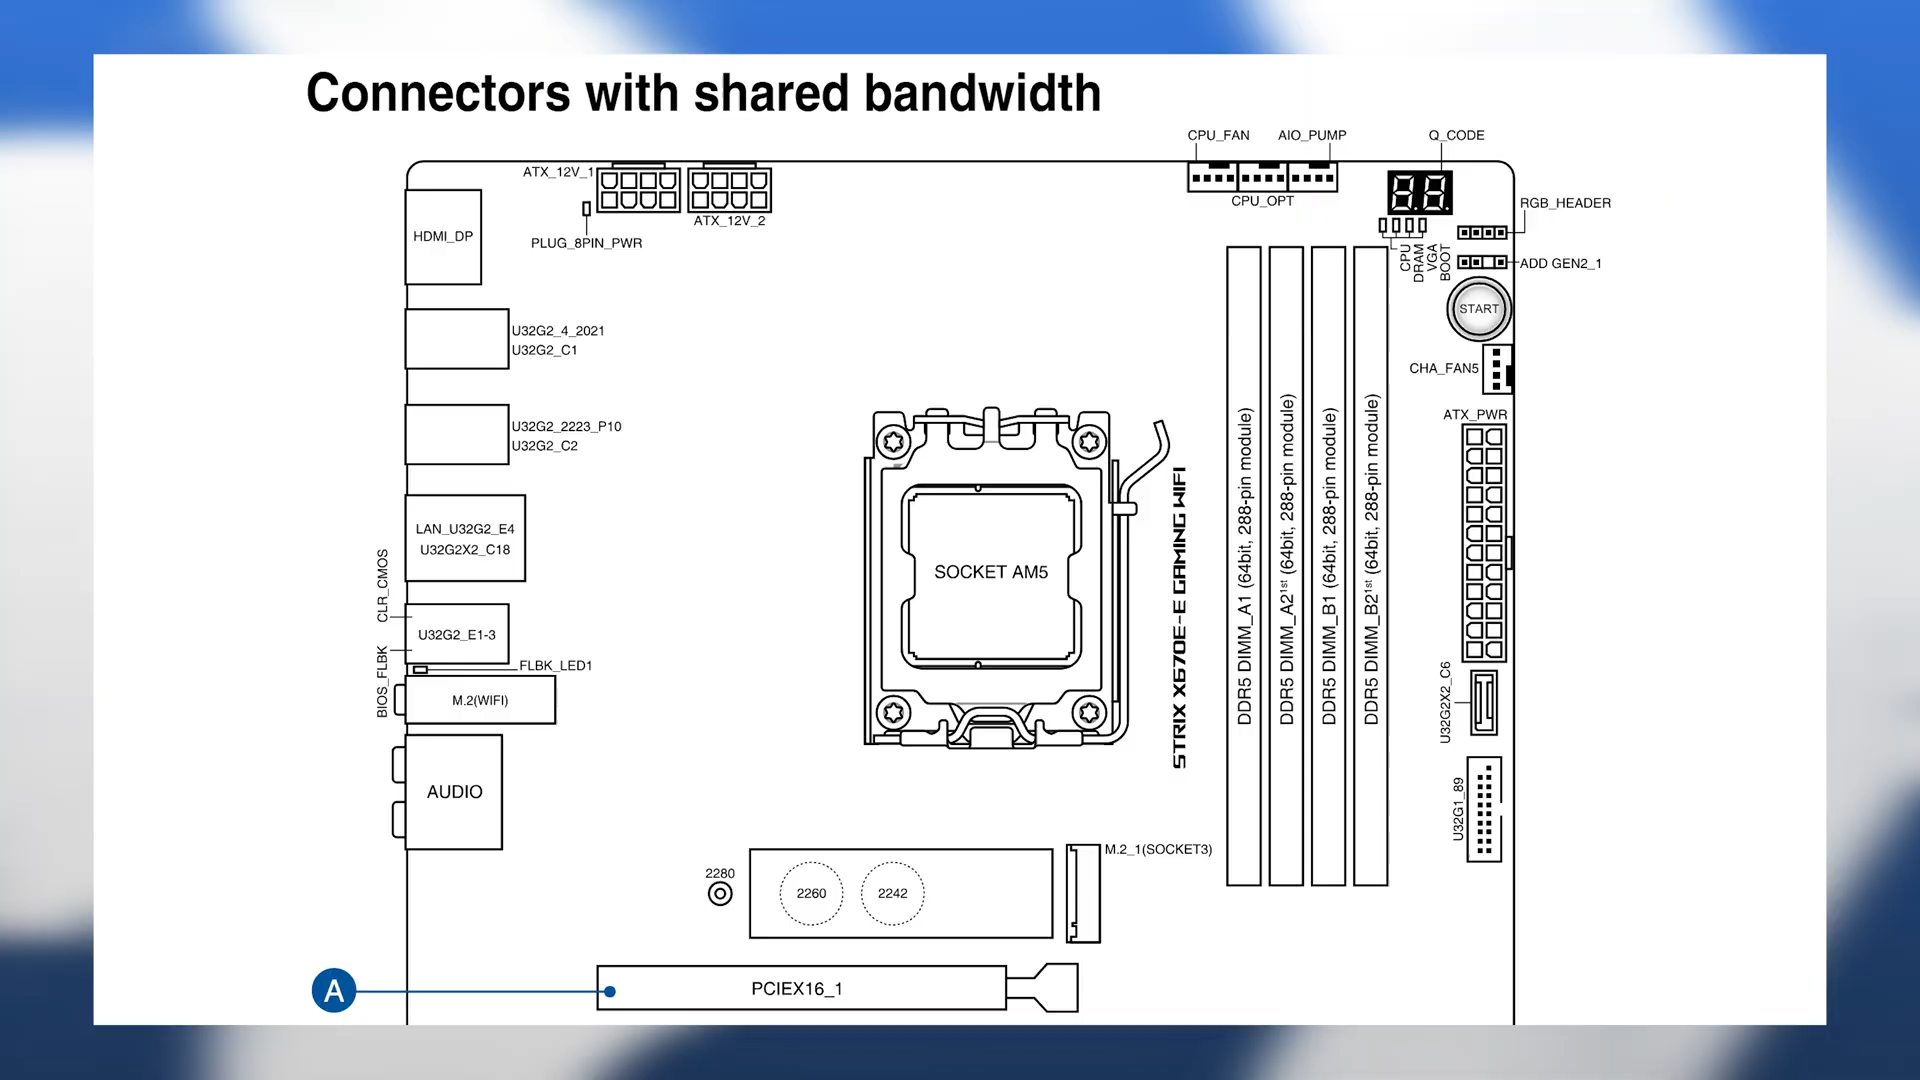 Connectors with shared bandwidth
CPU_FAN
AIO_PUMP
Q_CODE
ATX_12V_1
ATX_12V_2
CPU_OPT
RGB_HEADER
PLUG_8PIN_PWR
HDMI_DP
CPU
DRAM
VGA
BOOT
ADD GEN2_1
START
U32G2_4_2021
U32G2_C1
CHA_FAN5
ATX_PWR
U32G2_2223_P10
U32G2_C2
LAN_U32G2_E4
U32G2X2_C18
CLR_CMOS
SOCKET AM5
STRIX X670E-E GAMING WIFI
DDR5 DIMM_A1 (64bit, 288-pin module)
DDR5 DIMM_A2¹ˢᵗ (64bit, 288-pin module)
DDR5 DIMM_B1 (64bit, 288-pin module)
DDR5 DIMM_B2¹ˢᵗ (64bit, 288-pin module)
U32G2_E1-3
BIOS_FLBK
FLBK_LED1
M.2(WIFI)
U32G2X2_C6
AUDIO
U32G1_89
M.2_1(SOCKET3)
2280
2260
2242
A
PCIEX16_1